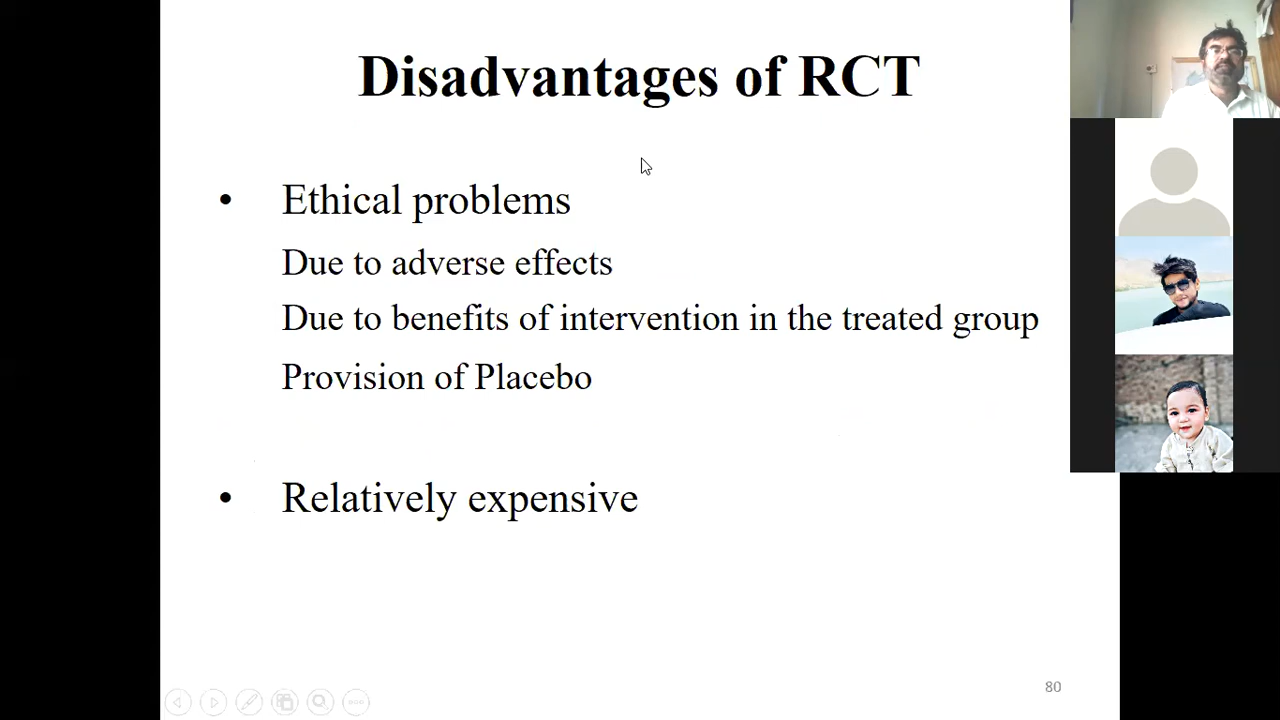 Disadvantages of RCT
• Ethical problems
Due to adverse effects
Due to benefits of intervention in the treated group
Provision of Placebo
• Relatively expensive
80